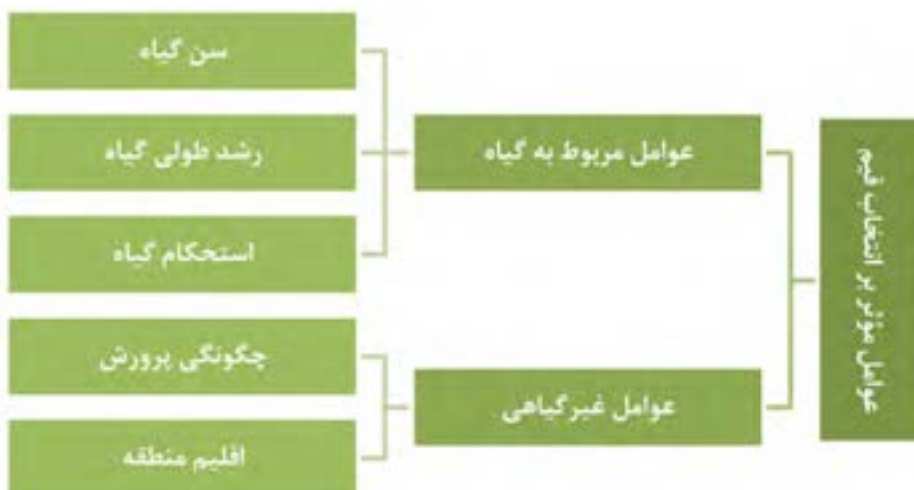 عوامل مؤثر بر انتخاب قیم
عوامل مربوط به گیاه
سن گیاه
رشد طولی گیاه
استحکام گیاه
عوامل غیرگیاهی
چگونگی پرورش
اقلیم منطقه